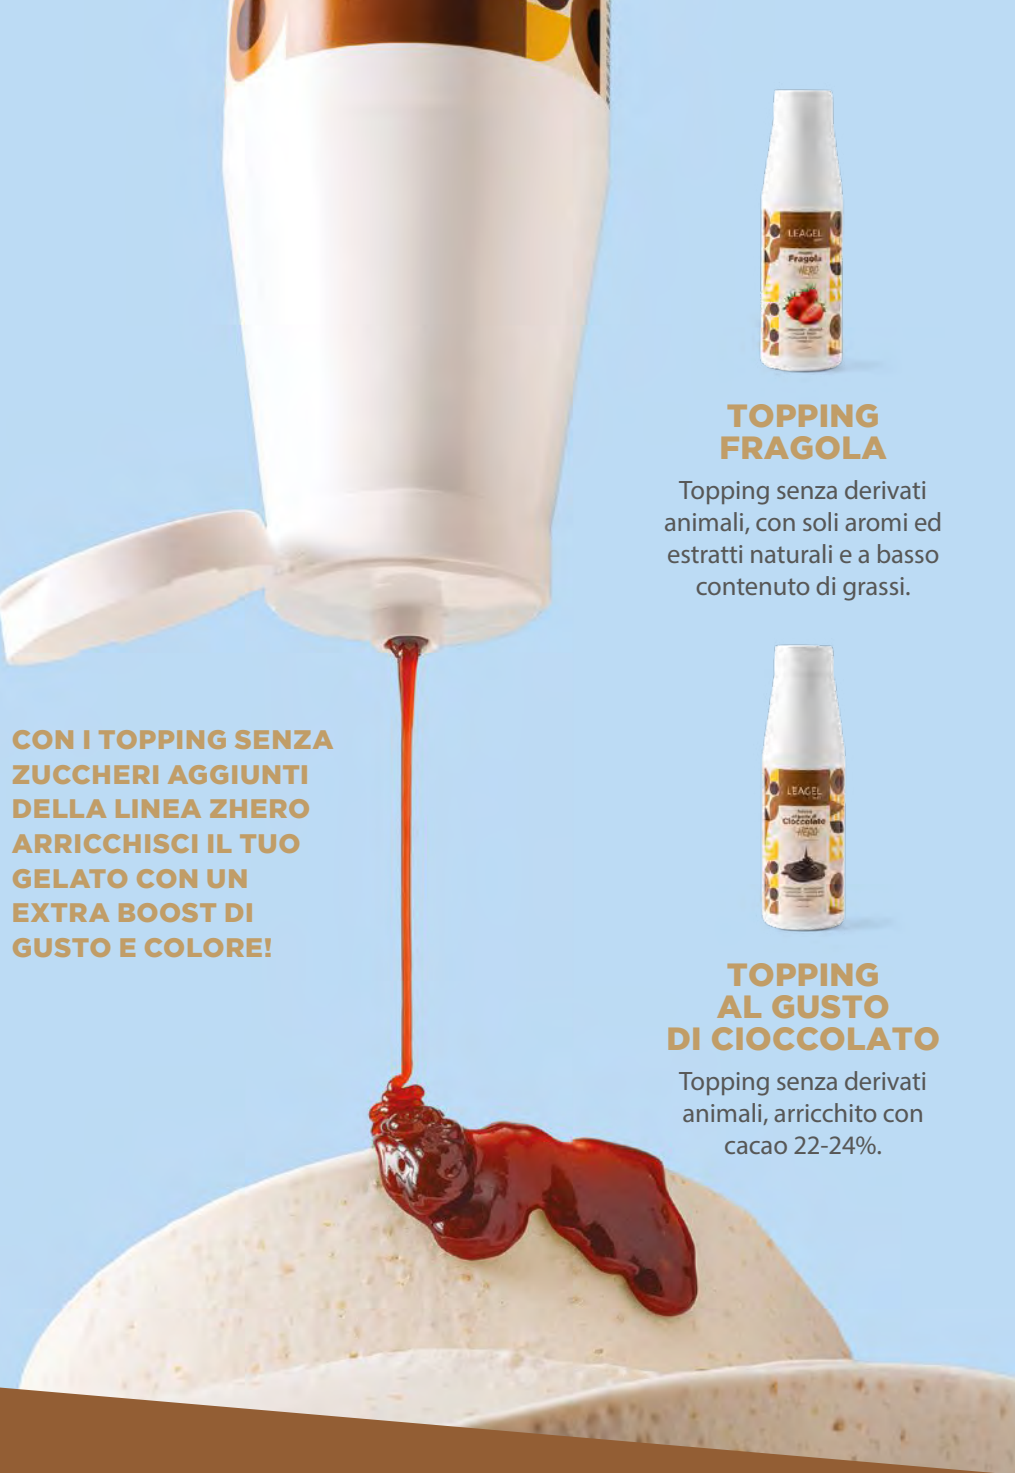 CON I TOPPING SENZA
ZUCCHERI AGGIUNTI
DELLA LINEA ZHERO
ARRICCHISCI IL TUO
GELATO CON UN
EXTRA BOOST DI
GUSTO E COLORE!
LEAGEL
Fragola
TOPPING
FRAGOLA
Topping senza derivati
animali, con soli aromi ed
estratti naturali e a basso
contenuto di grassi.
LEAGEL
Cioccolato
TOPPING
AL GUSTO
DI CIOCCOLATO
Topping senza derivati
animali, arricchito con
cacao 22-24%.